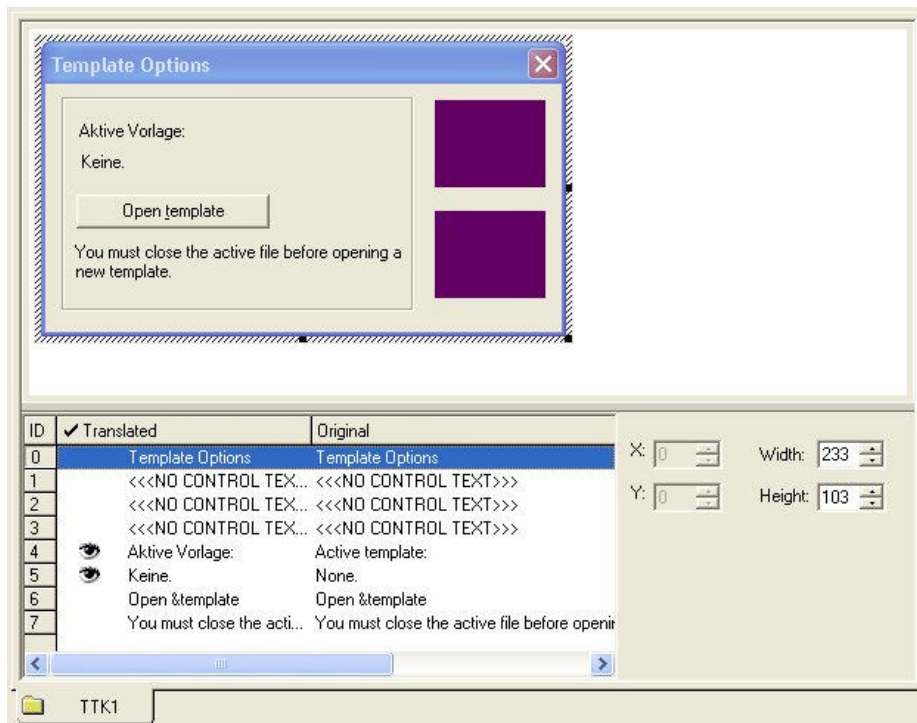 Template Options
Aktive Vorlage:
Keine.
Open template
You must close the active file before opening a
new template.
ID Translated Original
0 Template Options Template Options
1 <<<NO CONTROL TEX... <<<NO CONTROL TEXT>>>
2 <<<NO CONTROL TEX... <<<NO CONTROL TEXT>>>
3 <<<NO CONTROL TEX... <<<NO CONTROL TEXT>>>
4 Aktive Vorlage: Active template:
5 Keine. None.
6 Open &template Open &template
7 You must close the acti... You must close the active file before openin
X: 0 Width: 233
Y: 0 Height: 103
TTK1